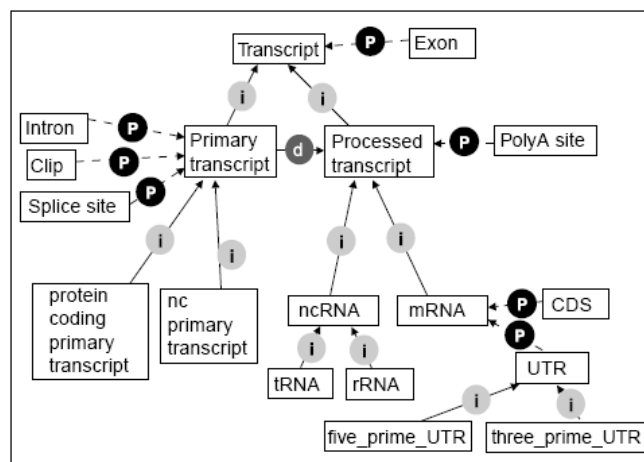 Transcript
P
Exon
i
i
Intron
P
Clip
P
Splice site
P
Primary
transcript
d
Processed
transcript
P
PolyA site
i
i
i
i
protein
coding
primary
transcript
nc
primary
transcript
ncRNA
mRNA
P
CDS
P
i
i
tRNA
rRNA
UTR
i
i
five_prime_UTR
three_prime_UTR